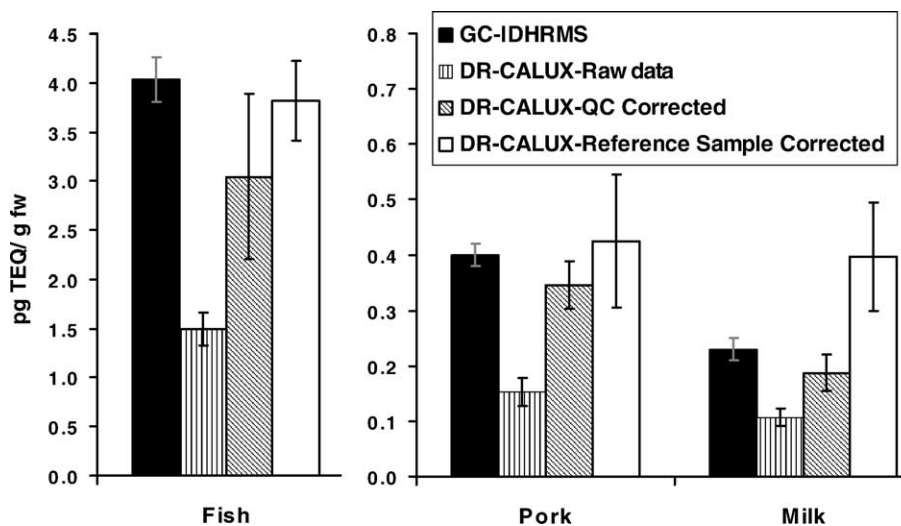 GC-IDHRMS
DR-CALUX-Raw data
DR-CALUX-QC Corrected
DR-CALUX-Reference Sample Corrected
pg TEQ/ g fw
4.5
4.0
3.5
3.0
2.5
2.0
1.5
1.0
0.5
0.0
0.8
0.7
0.6
0.5
0.4
0.3
0.2
0.1
0.0
Fish
Pork
Milk